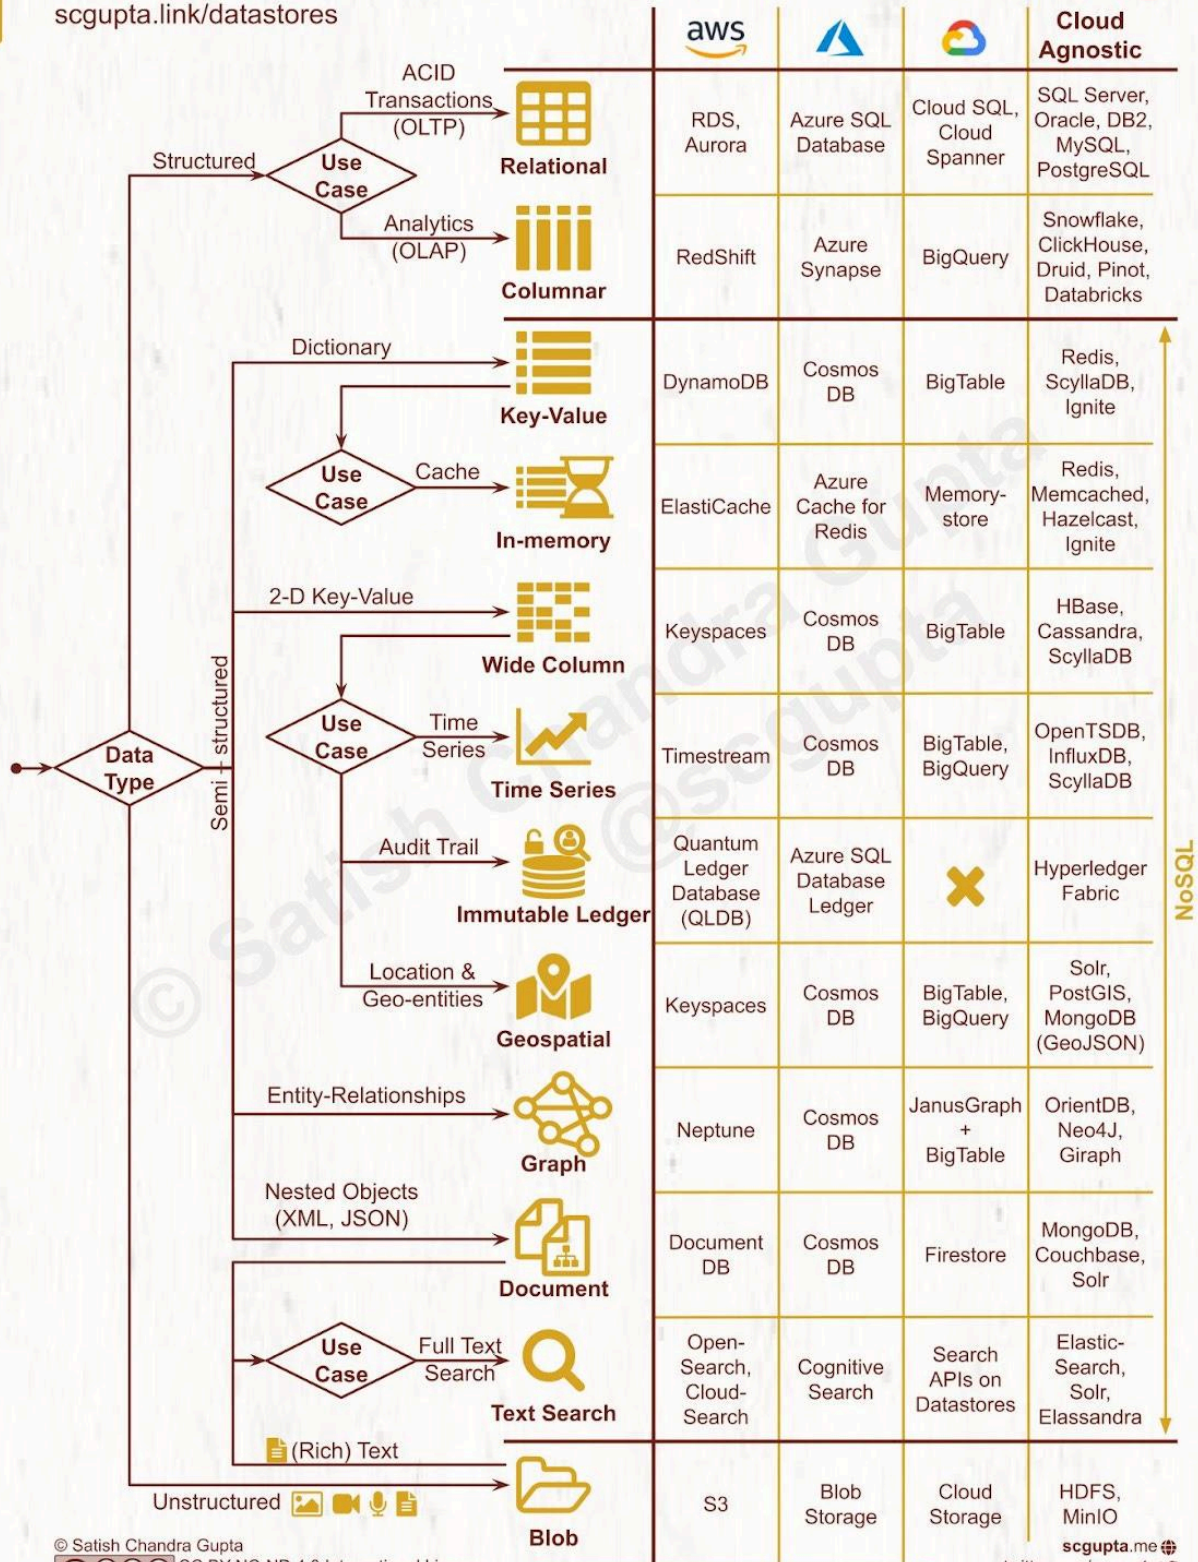 scgupta.link/datastores
aws
Cloud
Agnostic
ACID
Transactions
(OLTP)
Structured
Use
Case
Relational
RDS,
Aurora
Azure SQL
Database
Cloud SQL,
Cloud
Spanner
SQL Server,
Oracle, DB2,
MySQL,
PostgreSQL
Analytics
(OLAP)
Columnar
RedShift
Azure
Synapse
BigQuery
Snowflake,
ClickHouse,
Druid, Pinot,
Databricks
Dictionary
Key-Value
DynamoDB
Cosmos
DB
BigTable
Redis,
ScyllaDB,
Ignite
Use
Case
Cache
In-memory
ElastiCache
Azure
Cache for
Redis
Memory-
store
Redis,
Memcached,
Hazelcast,
Ignite
2-D Key-Value
Wide Column
Keyspaces
Cosmos
DB
BigTable
HBase,
Cassandra,
ScyllaDB
Data
Type
Semi - structured
Use
Case
Time
Series
Time Series
Timestream
Cosmos
DB
BigTable,
BigQuery
OpenTSDB,
InfluxDB,
ScyllaDB
Audit Trail
Immutable Ledger
Quantum
Ledger
Database
(QLDB)
Azure SQL
Database
Ledger
Hyperledger
Fabric
NoSQL
Location &
Geo-entities
Geospatial
Keyspaces
Cosmos
DB
BigTable,
BigQuery
Solr,
PostGIS,
MongoDB
(GeoJSON)
Entity-Relationships
Graph
Neptune
Cosmos
DB
JanusGraph
+
BigTable
OrientDB,
Neo4J,
Giraph
Nested Objects
(XML, JSON)
Document
Document
DB
Cosmos
DB
Firestore
MongoDB,
Couchbase,
Solr
Use
Case
Full Text
Search
Text Search
Open-
Search,
Cloud-
Search
Cognitive
Search
Search
APIs on
Datastores
Elastic-
Search,
Solr,
Elassandra
(Rich) Text
Unstructured
Blob
S3
Blob
Storage
Cloud
Storage
HDFS,
MinIO
© Satish Chandra Gupta
@scgupta
© Satish Chandra Gupta
scgupta.me